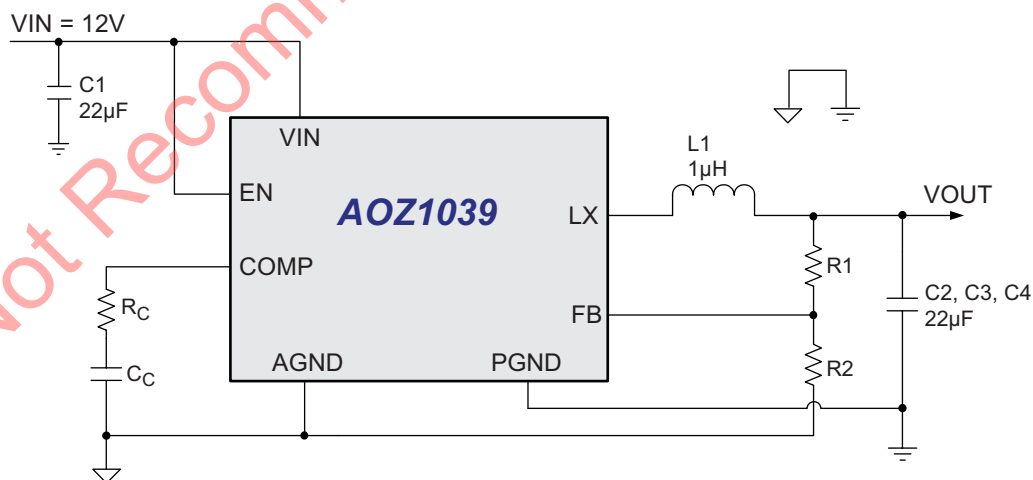 VIN = 12V
C1
22µF
VIN
EN
AOZ1039
LX
L1
1µH
VOUT
COMP
R1
RC
FB
C2, C3, C4
22µF
AGND
PGND
R2
CC
Not Recomm